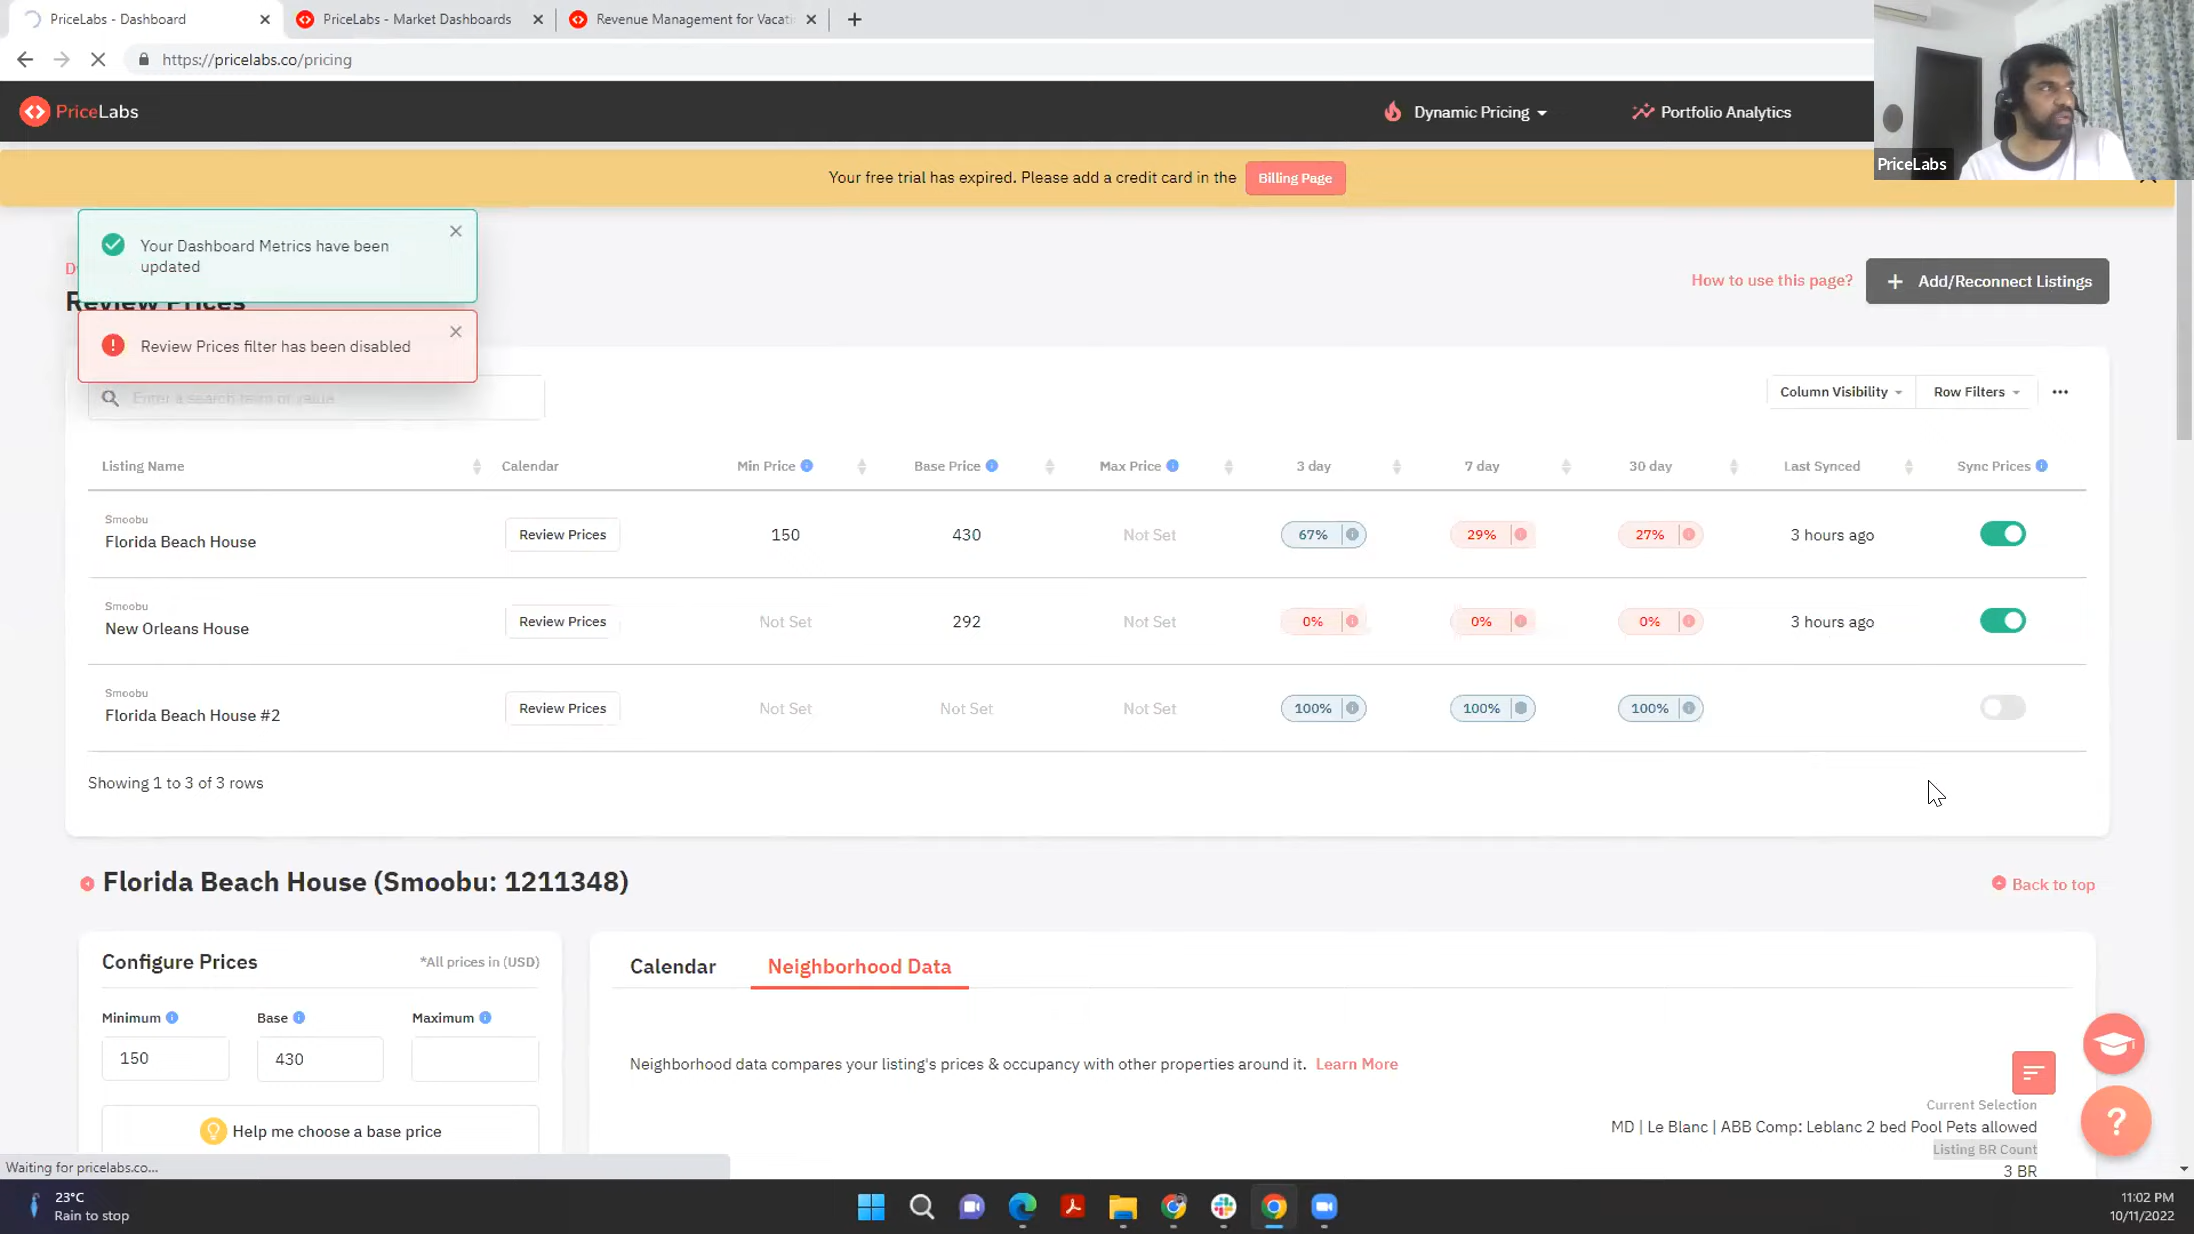 PriceLabs - Dashboard
PriceLabs - Market Dashboards
Revenue Management for Vacati
https://pricelabs.co/pricing
PriceLabs
Dynamic Pricing
Portfolio Analytics
PriceLabs
Your free trial has expired. Please add a credit card in the
Billing Page
Your Dashboard Metrics have been
updated
Review Prices
How to use this page?
+ Add/Reconnect Listings
Review Prices filter has been disabled
Enter a search term or value
Column Visibility
Row Filters
Listing Name
Calendar
Min Price
Base Price
Max Price
3 day
7 day
30 day
Last Synced
Sync Prices
Smoobu
Florida Beach House
Review Prices
150
430
Not Set
67%
29%
27%
3 hours ago
Smoobu
New Orleans House
Review Prices
Not Set
292
Not Set
0%
0%
0%
3 hours ago
Smoobu
Florida Beach House #2
Review Prices
Not Set
Not Set
Not Set
100%
100%
100%
Showing 1 to 3 of 3 rows
Florida Beach House (Smoobu: 1211348)
Back to top
Configure Prices
*All prices in (USD)
Calendar
Neighborhood Data
Minimum
Base
Maximum
150
430
Neighborhood data compares your listing's prices & occupancy with other properties around it. Learn More
Current Selection
MD | Le Blanc | ABB Comp: Leblanc 2 bed Pool Pets allowed
Listing BR Count
3 BR
Help me choose a base price
?
Waiting for pricelabs.co...
23°C
Rain to stop
11:02 PM
10/11/2022